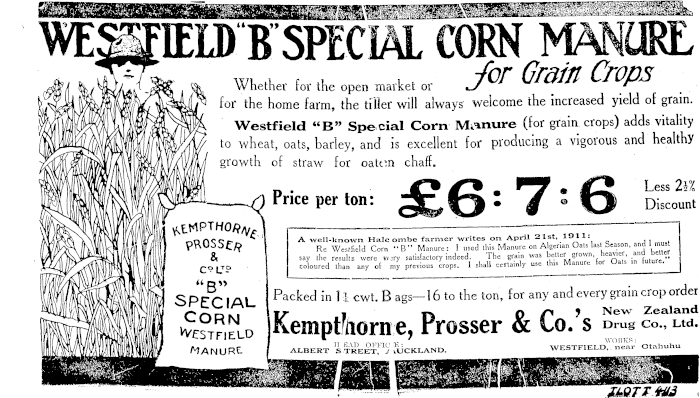 WESTFIELD "B" SPECIAL CORN MANURE
for Grain Crops
Whether for the open market or
for the home farm, the tiller will always welcome the increased yield of grain.
Westfield "B" Special Corn Manure (for grain crops) adds vitality
to wheat, oats, barley, and is excellent for producing a vigorous and healthy
growth of straw for oaten chaff.
Price per ton: £6:7:6 Less 2½%
Discount
A well-known Halcombe farmer writes on April 21st, 1911:
Re Westfield Corn "B" Manure: I used this Manure on Algerian Oats last Season, and I must
say the results were very satisfactory indeed. The grain was better grown, heavier, and better
coloured than any of my previous crops. I shall certainly use this Manure for Oats in future."
Packed in 1¼ cwt. Bags—16 to the ton, for any and every grain crop order
Kempthorne, Prosser & Co.'s New Zealand
Drug Co., Ltd.
HEAD OFFICE:
ALBERT STREET, AUCKLAND.
WORKS:
WESTFIELD, near Otahuhu
KEMPTHORNE
PROSSER
&
CO LTD
"B"
SPECIAL
CORN
WESTFIELD
MANURE
ILOTT 443